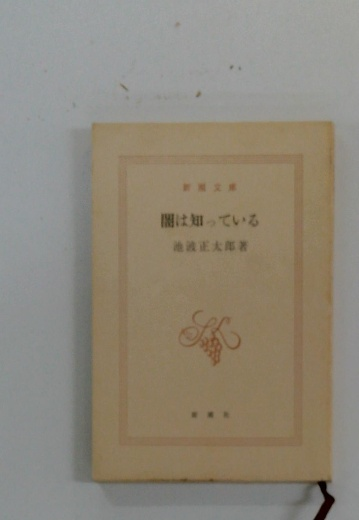 新潮文庫
闇は知っている
池波正太郎著
新潮社